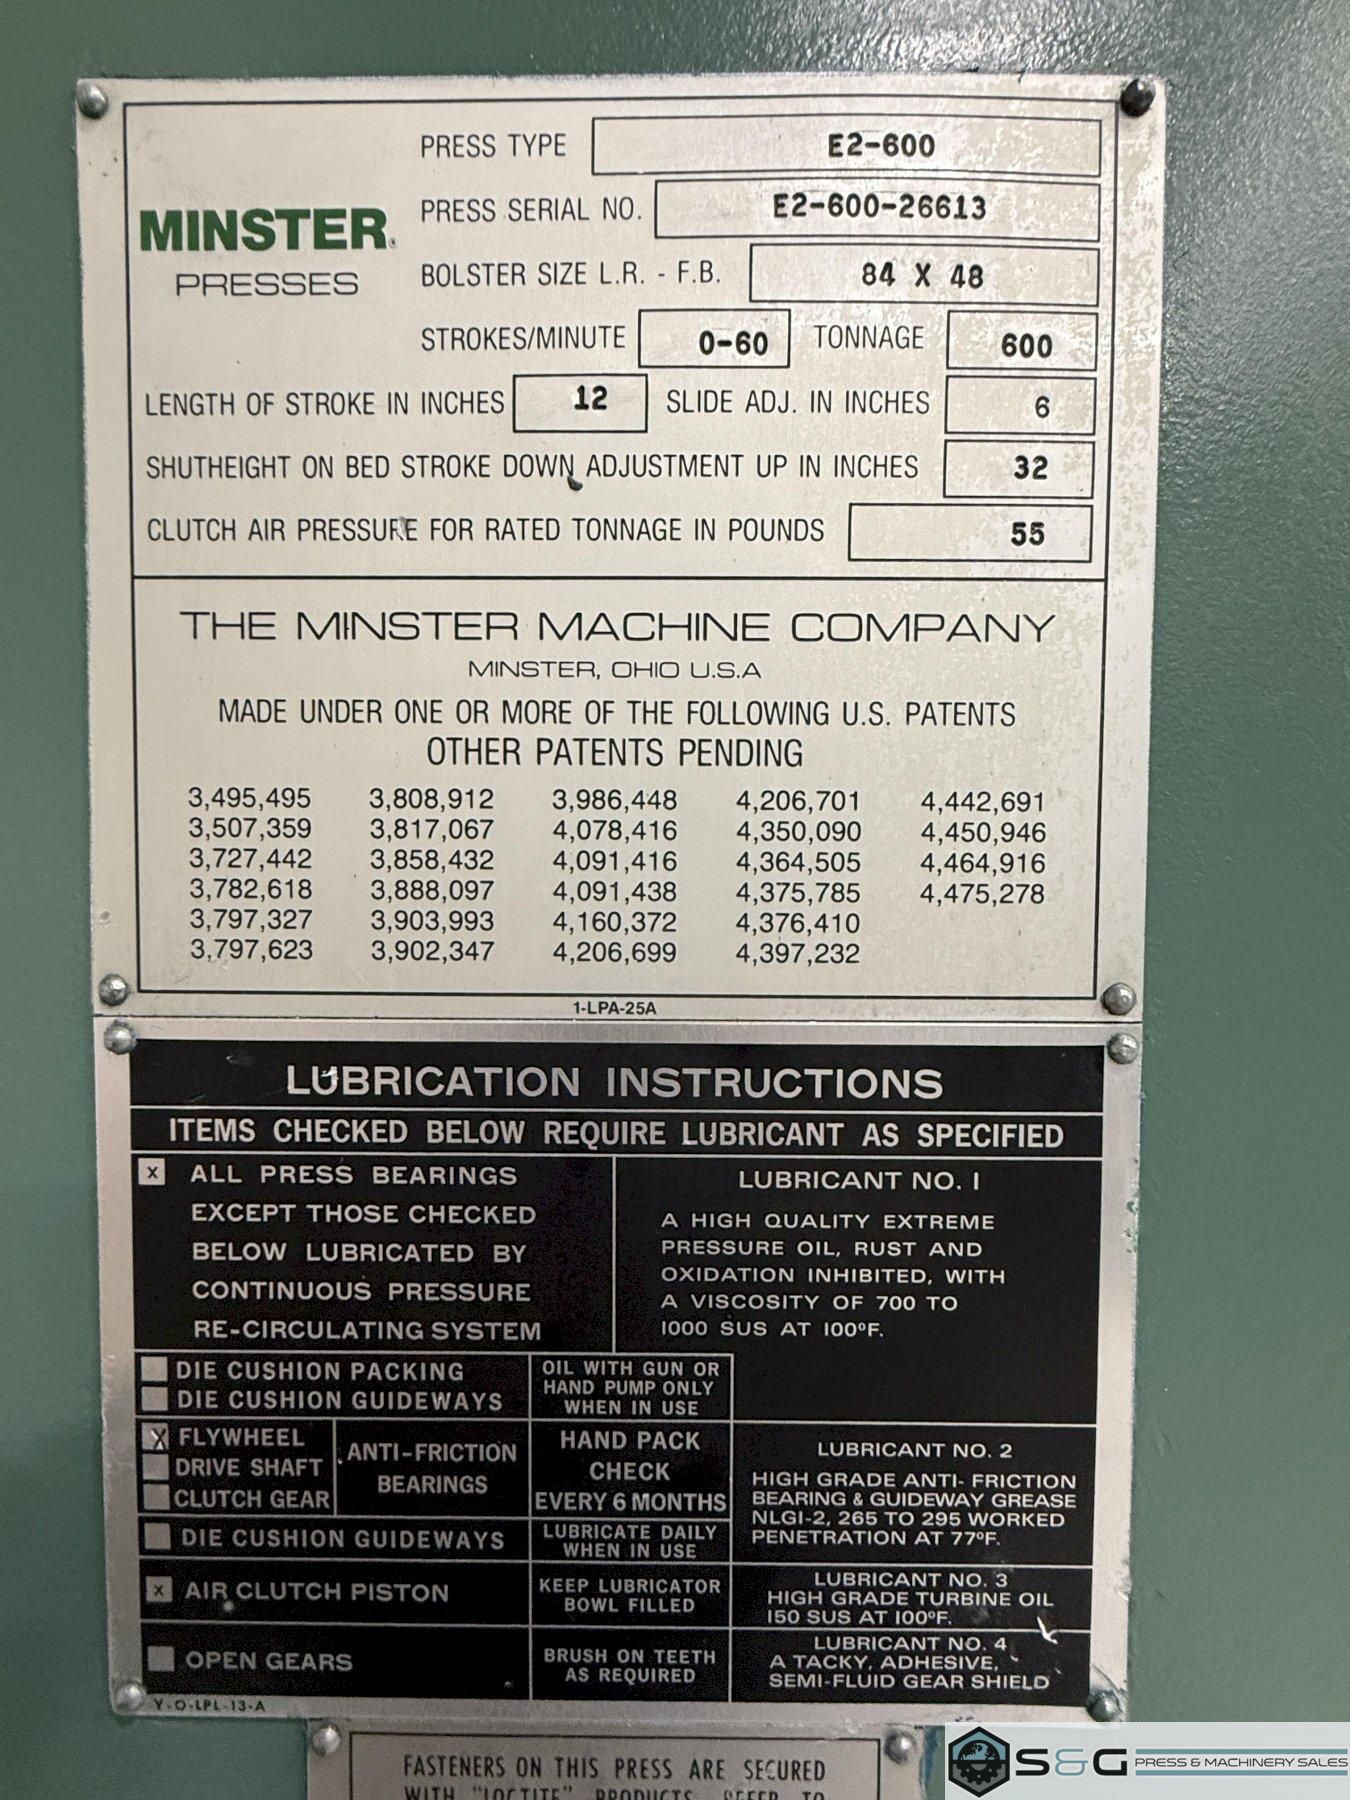 MINSTER®
PRESSES
PRESS TYPE E2-600
PRESS SERIAL NO. E2-600-26613
BOLSTER SIZE L.R. - F.B. 84 X 48
STROKES/MINUTE 0-60 TONNAGE 600
LENGTH OF STROKE IN INCHES 12 SLIDE ADJ. IN INCHES 6
SHUTHEIGHT ON BED STROKE DOWN ADJUSTMENT UP IN INCHES 32
CLUTCH AIR PRESSURE FOR RATED TONNAGE IN POUNDS 55
THE MINSTER MACHINE COMPANY
MINSTER, OHIO U.S.A
MADE UNDER ONE OR MORE OF THE FOLLOWING U.S. PATENTS
OTHER PATENTS PENDING
3,495,495 3,808,912 3,986,448 4,206,701 4,442,691
3,507,359 3,817,067 4,078,416 4,350,090 4,450,946
3,727,442 3,858,432 4,091,416 4,364,505 4,464,916
3,782,618 3,888,097 4,091,438 4,375,785 4,475,278
3,797,327 3,903,993 4,160,372 4,376,410
3,797,623 3,902,347 4,206,699 4,397,232
1-LPA-25A
LUBRICATION INSTRUCTIONS
ITEMS CHECKED BELOW REQUIRE LUBRICANT AS SPECIFIED
X ALL PRESS BEARINGS
EXCEPT THOSE CHECKED
BELOW LUBRICATED BY
CONTINUOUS PRESSURE
RE-CIRCULATING SYSTEM
LUBRICANT NO. 1
A HIGH QUALITY EXTREME
PRESSURE OIL, RUST AND
OXIDATION INHIBITED, WITH
A VISCOSITY OF 700 TO
1000 SUS AT 100°F.
DIE CUSHION PACKING
DIE CUSHION GUIDEWAYS
OIL WITH GUN OR
HAND PUMP ONLY
WHEN IN USE
X FLYWHEEL
DRIVE SHAFT
CLUTCH GEAR
ANTI-FRICTION
BEARINGS
HAND PACK
CHECK
EVERY 6 MONTHS
LUBRICANT NO. 2
HIGH GRADE ANTI- FRICTION
BEARING & GUIDEWAY GREASE
NLGI-2, 265 TO 295 WORKED
PENETRATION AT 77°F.
DIE CUSHION GUIDEWAYS
LUBRICATE DAILY
WHEN IN USE
X AIR CLUTCH PISTON
KEEP LUBRICATOR
BOWL FILLED
LUBRICANT NO. 3
HIGH GRADE TURBINE OIL
150 SUS AT 100°F.
OPEN GEARS
BRUSH ON TEETH
AS REQUIRED
LUBRICANT NO. 4
A TACKY, ADHESIVE,
SEMI-FLUID GEAR SHIELD
Y-O-LPL-13-A
FASTENERS ON THIS PRESS ARE SECURED
WITH "LOCTITE" PRODUCTS REFER TO
S&G PRESS & MACHINERY SALES